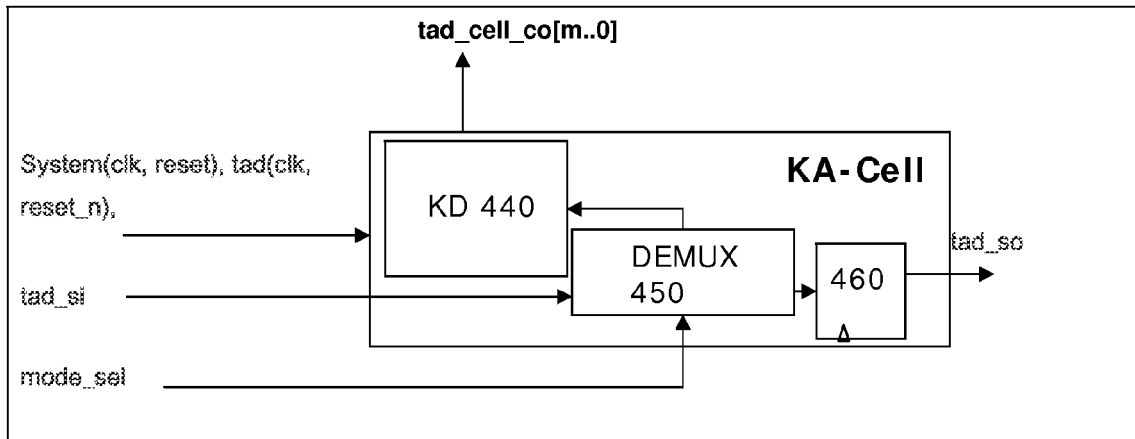 tad_cell_co[m..0]
System(clk, reset), tad(clk,
reset_n),
KA-Cell
KD 440
DEMUX
450
460
tad_so
tad_si
mode_sel